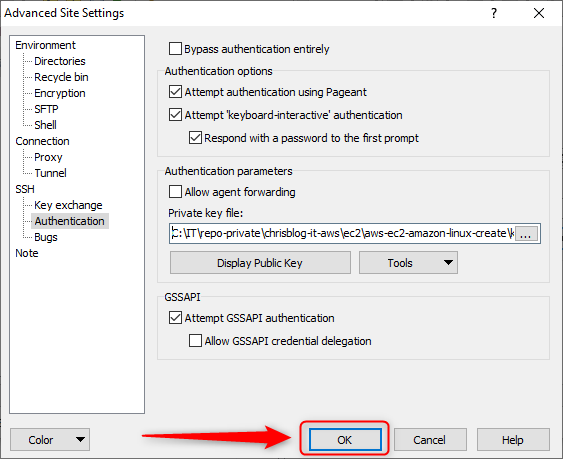 Advanced Site Settings
?
Environment
Directories
Recycle bin
Encryption
SFTP
Shell
Connection
Proxy
Tunnel
SSH
Key exchange
Authentication
Bugs
Note
Bypass authentication entirely
Authentication options
Attempt authentication using Pageant
Attempt 'keyboard-interactive' authentication
Respond with a password to the first prompt
Authentication parameters
Allow agent forwarding
Private key file:
C:\IT\repo-private\chrisblog-it-aws\ec2\aws-ec2-amazon-linux-create\k ...
Display Public Key
Tools
GSSAPI
Attempt GSSAPI authentication
Allow GSSAPI credential delegation
Color
OK
Cancel
Help